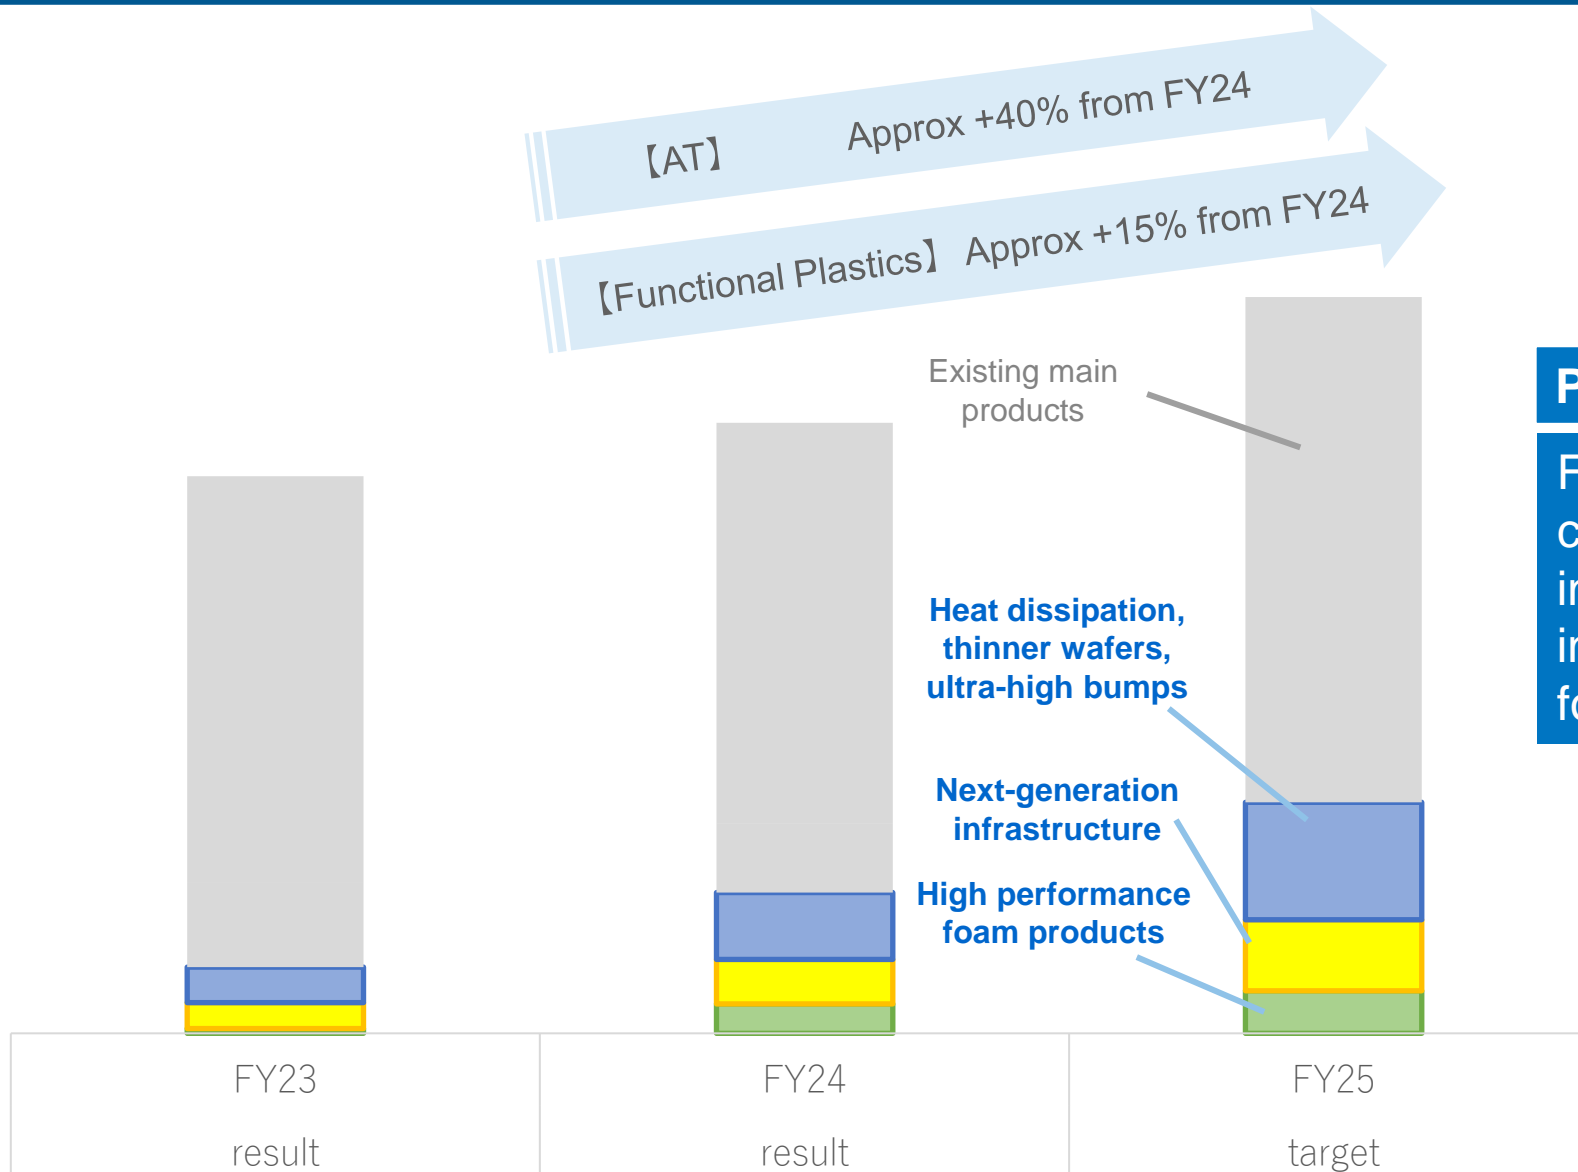 【AT】 Approx +40% from FY24
【Functional Plastics】 Approx +15% from FY24
Existing main
products
Heat dissipation,
thinner wafers,
ultra-high bumps
Next-generation
infrastructure
High performance
foam products
FY23
result
FY24
result
FY25
target